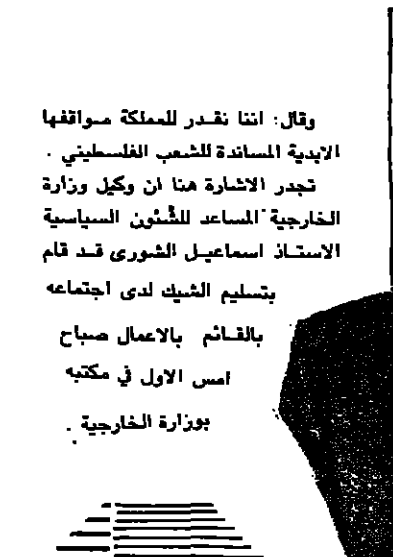 وقال: اننا نقدر للمملكة مواقفها
الابدية المساندة للشعب الفلسطيني .
تجدر الاشارة هنا ان وكيل وزارة
الخارجية المساعد للشئون السياسية
الاستاذ اسماعيل الشورى قد قام
بتسليم الشيك لدى اجتماعه
بالقائم بالاعمال صباح
امس الاول في مكتبه
بوزارة الخارجية .